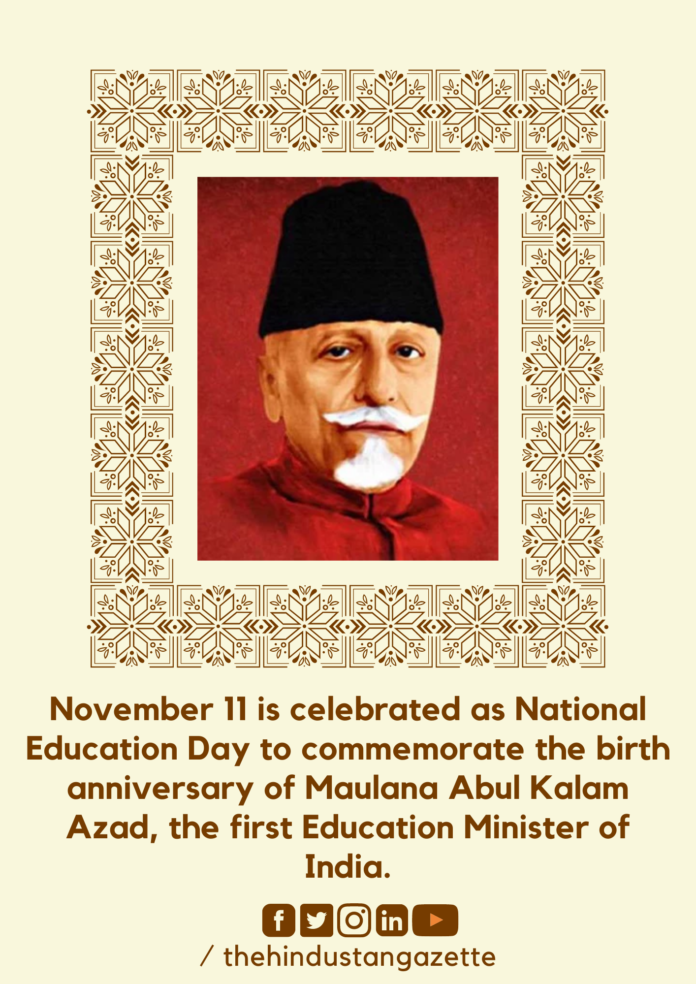 November 11 is celebrated as National
Education Day to commemorate the birth
anniversary of Maulana Abul Kalam
Azad, the first Education Minister of
India.
f in
/ thehindustangazette